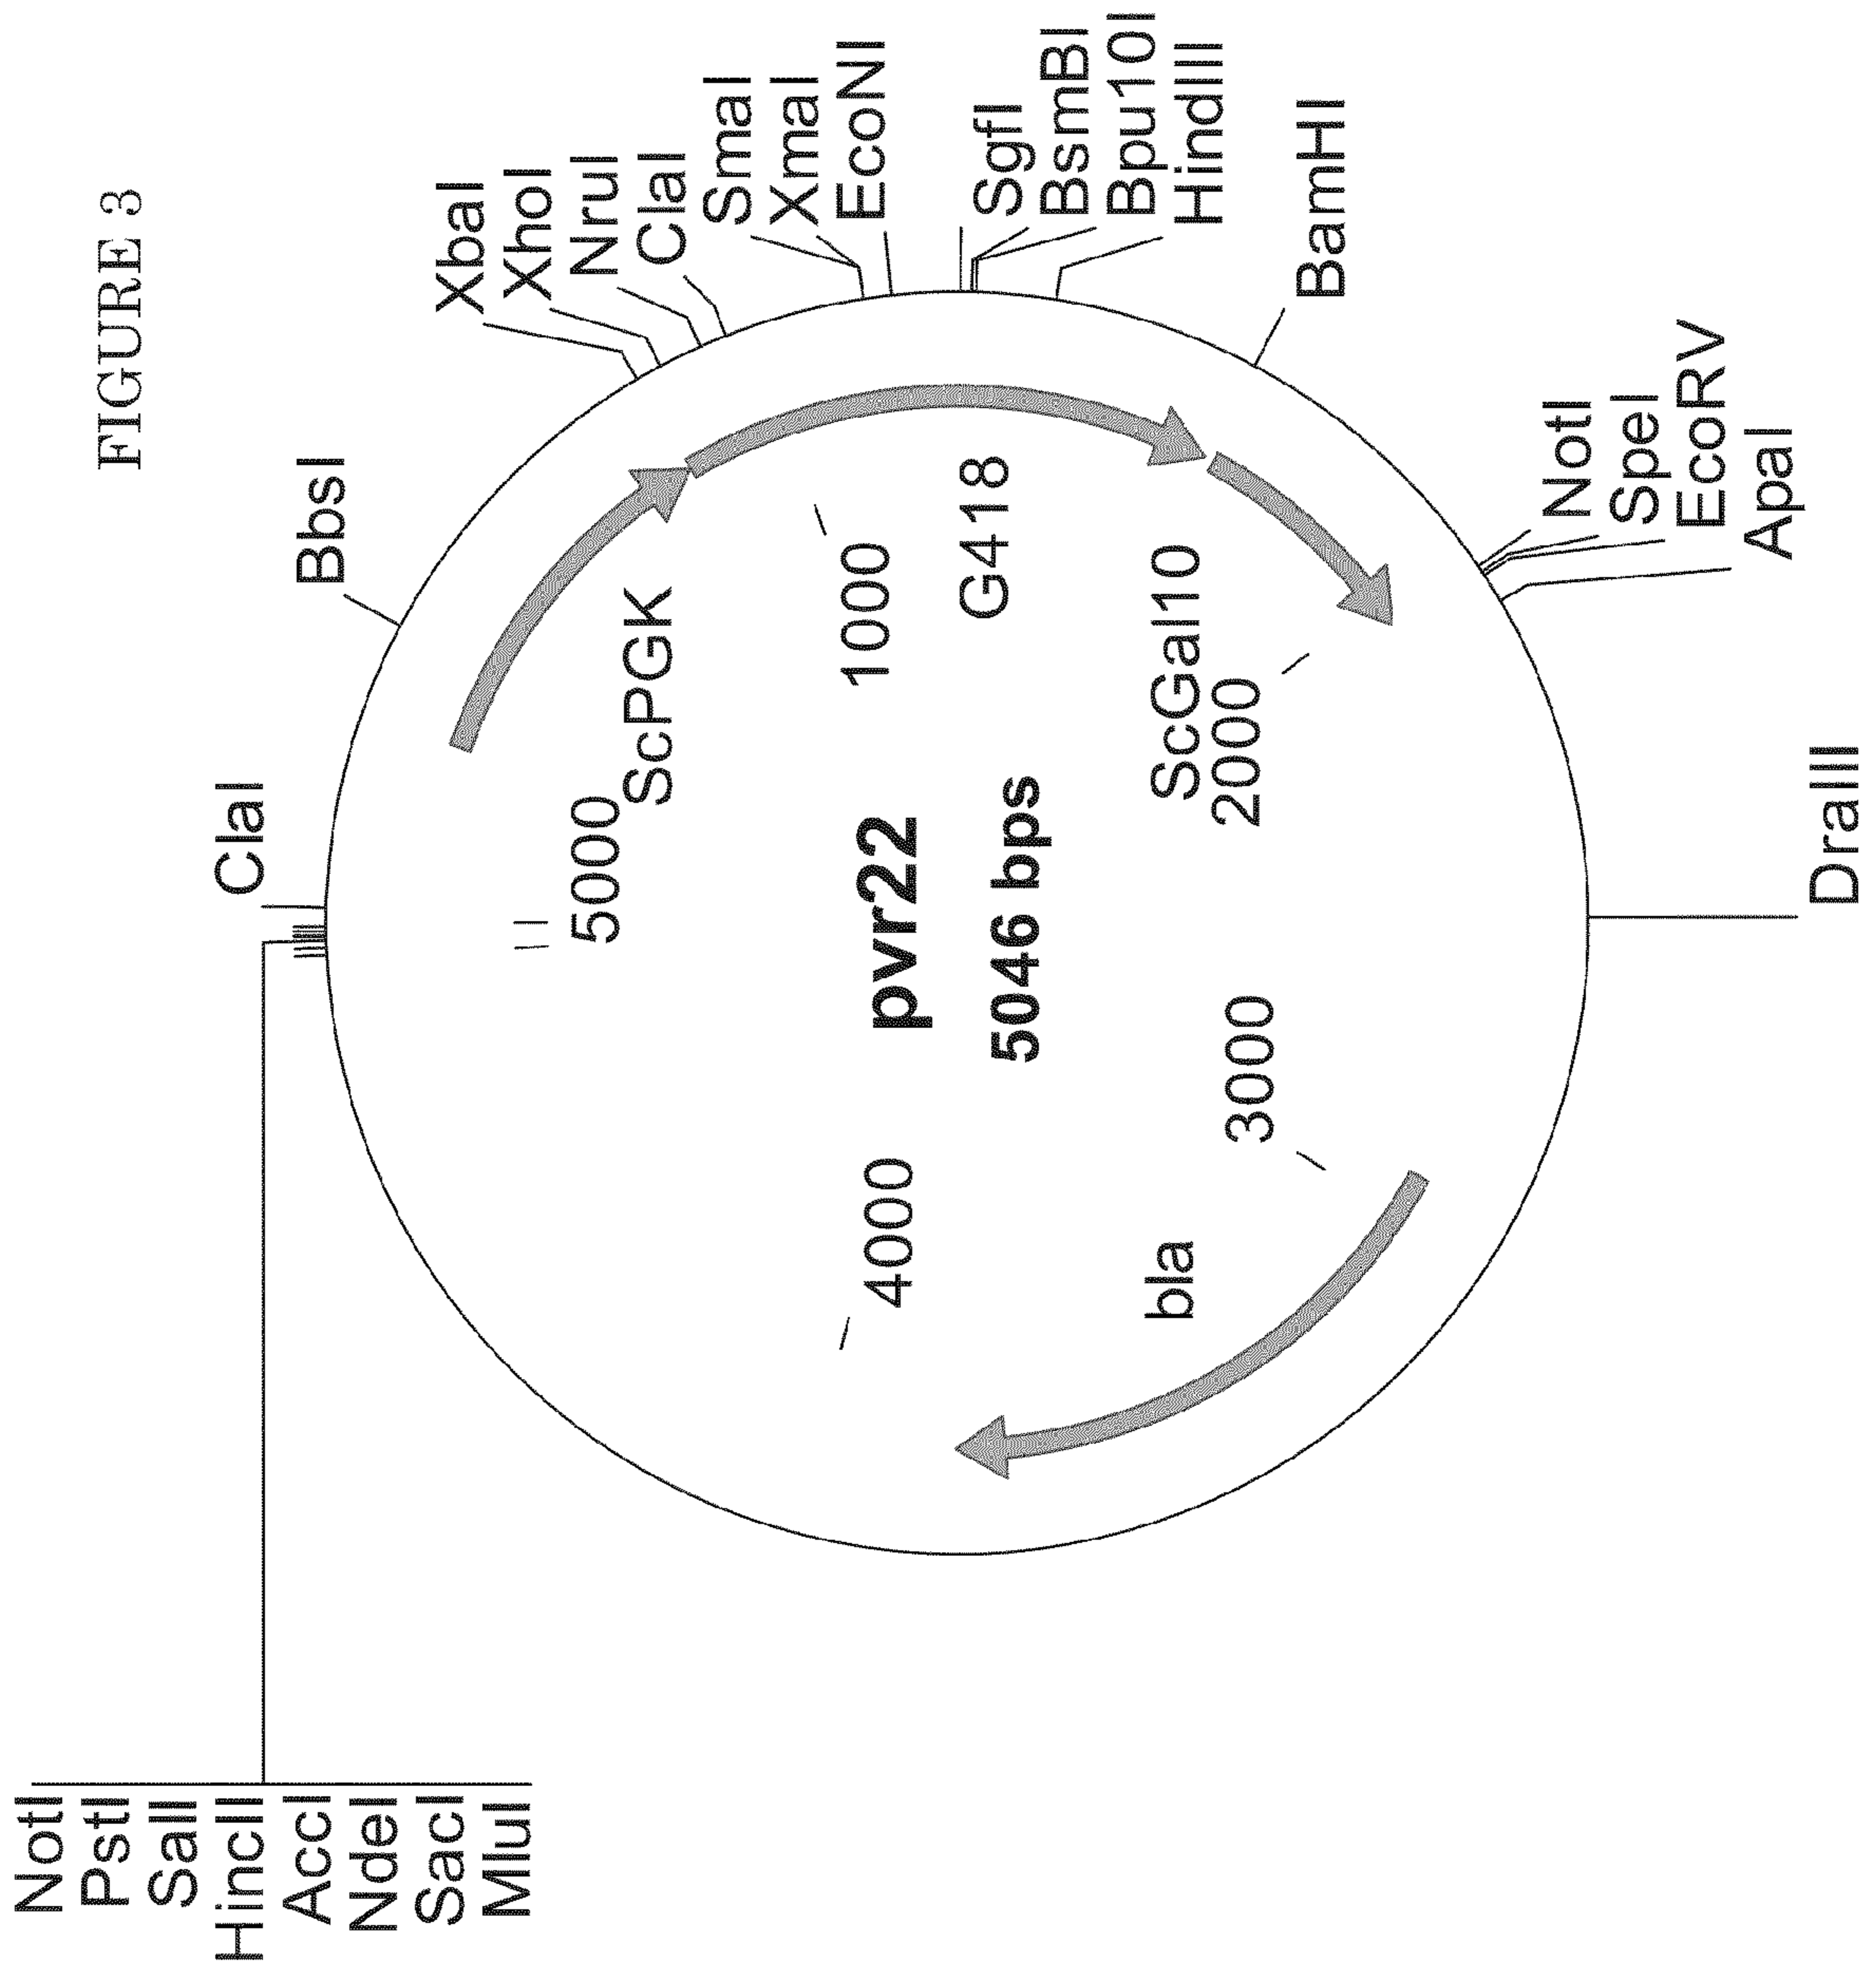 FIGURE 3
NotI
PstI
SalI
HincII
AccI
NdeI
SacI
MluI
ClaI
BbsI
XbaI
XhoI
NruI
ClaI
SmaI
XmaI
EcoNI
SgfI
BsmBI
Bpu10I
HindIII
BamHI
NotI
SpeI
EcoRV
ApaI
DraIII
5000
ScPGK
1000
G418
ScGal10
2000
3000
bla
4000
pvr22
5046 bps